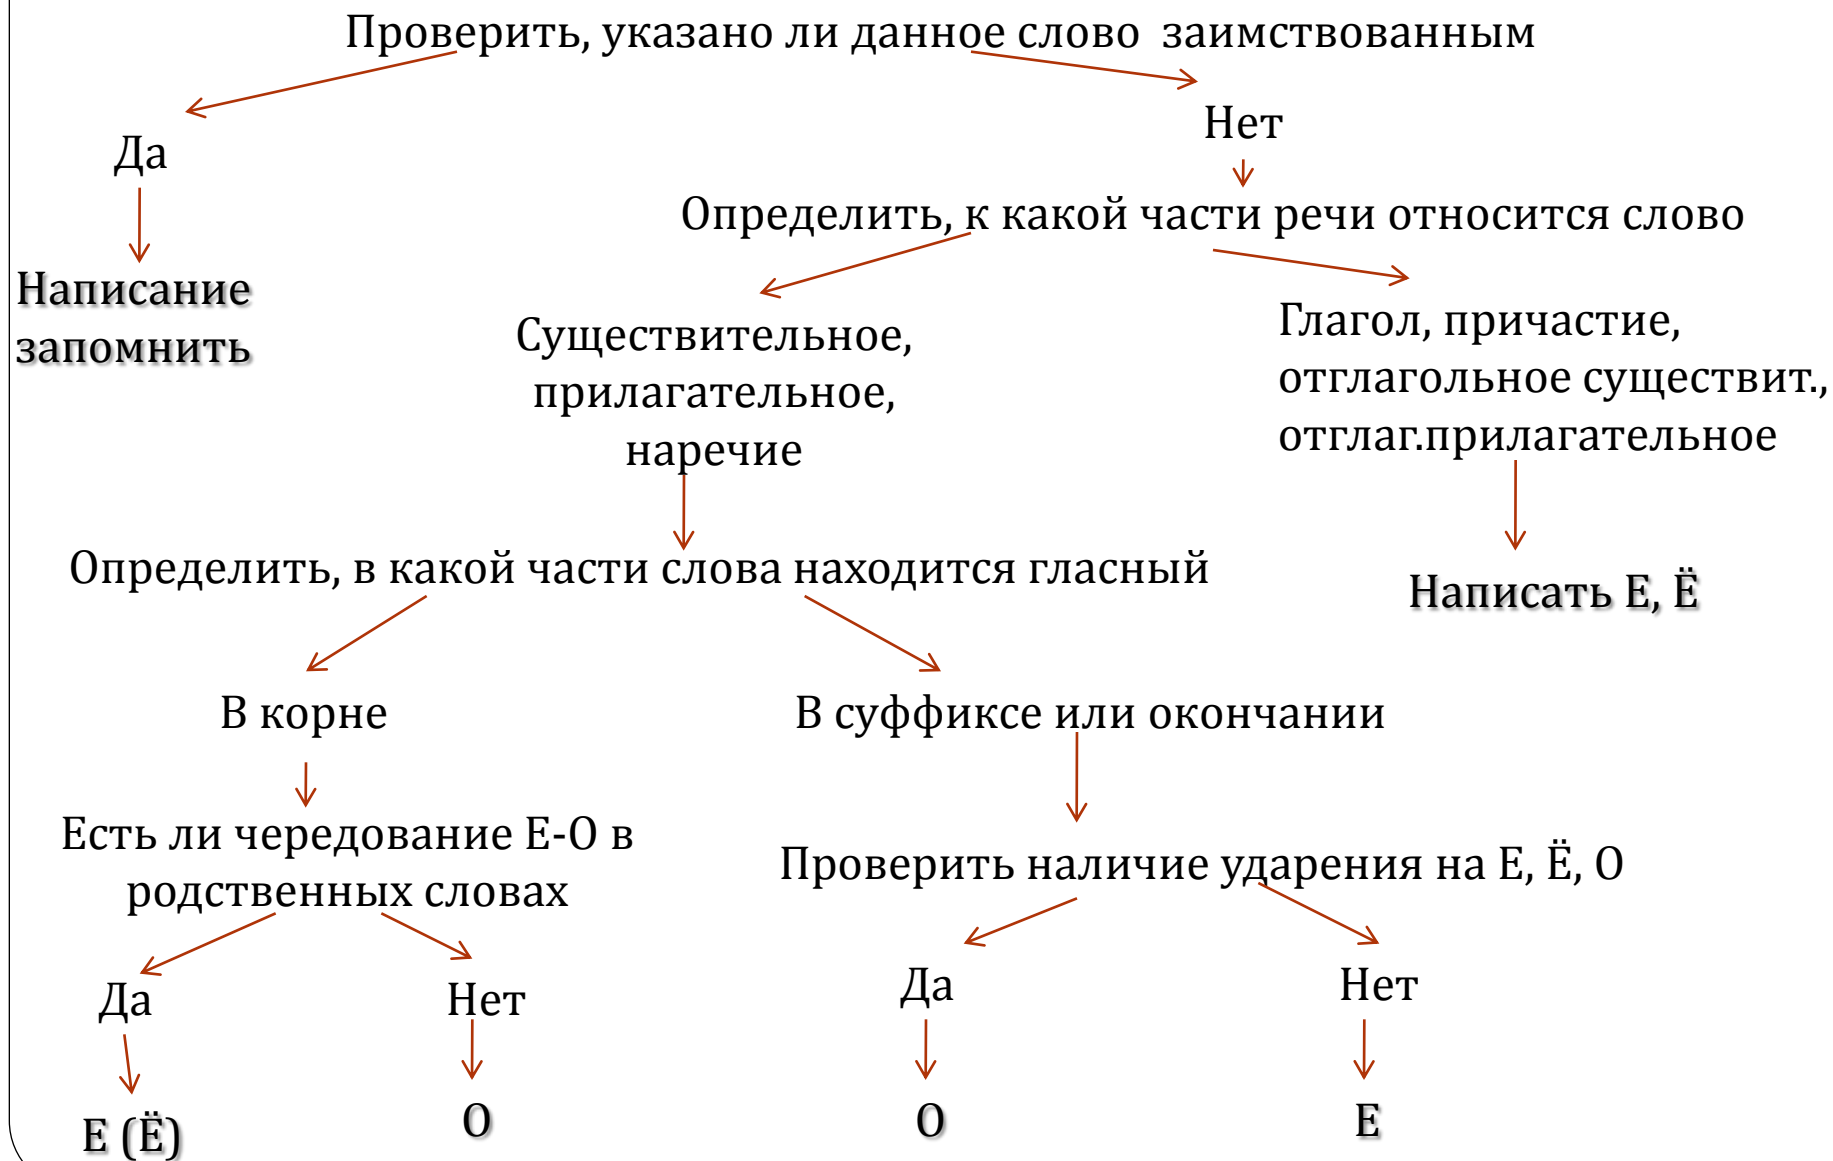 Проверить, указано ли данное слово заимствованным
Да
Нет
Написание
запомнить
Определить, к какой части речи относится слово
Существительное,
прилагательное,
наречие
Глагол, причастие,
отглагольное существит.,
отглаг.прилагательное
Написать Е, Ё
Определить, в какой части слова находится гласный
В корне
В суффиксе или окончании
Есть ли чередование Е-О в
родственных словах
Проверить наличие ударения на Е, Ё, О
Да
Нет
Да
Нет
Е (Ё)
О
О
Е